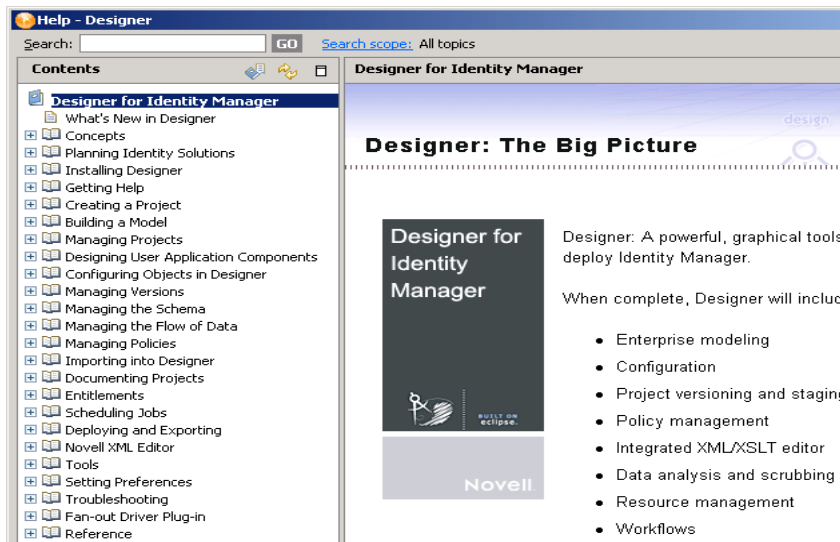 Help - Designer
Search:
GO
Search scope: All topics
Contents
Designer for Identity Manager
What's New in Designer
Concepts
Planning Identity Solutions
Installing Designer
Getting Help
Creating a Project
Building a Model
Managing Projects
Designing User Application Components
Configuring Objects in Designer
Managing Versions
Managing the Schema
Managing the Flow of Data
Managing Policies
Importing into Designer
Documenting Projects
Entitlements
Scheduling Jobs
Deploying and Exporting
Novell XML Editor
Tools
Setting Preferences
Troubleshooting
Fan-out Driver Plug-in
Reference
Designer for Identity Manager
design
Designer: The Big Picture
Designer for
Identity
Manager
BUILT ON
eclipse.
Novell
Designer: A powerful, graphical tools
deploy Identity Manager.
When complete, Designer will includ
• Enterprise modeling
• Configuration
• Project versioning and staging
• Policy management
• Integrated XML/XSLT editor
• Data analysis and scrubbing
• Resource management
• Workflows